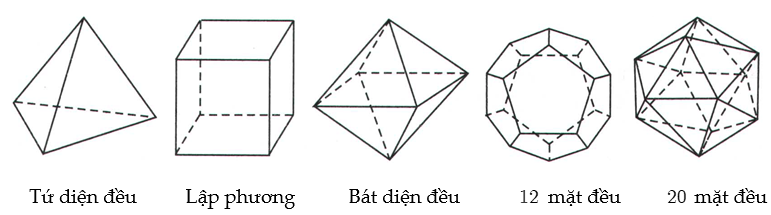 Tứ diện đều Lập phương Bát diện đều 12 mặt đều 20 mặt đều